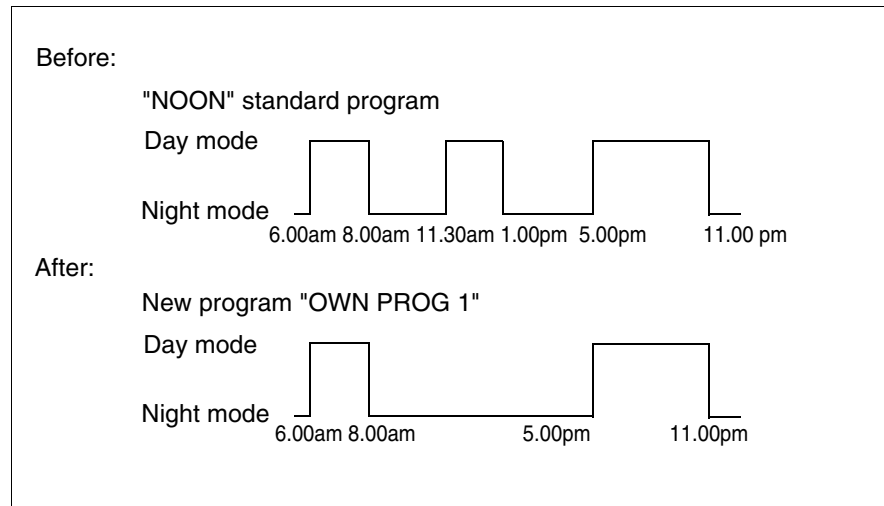 Before:
"NOON" standard program
Day mode
Night mode
6.00am 8.00am 11.30am 1.00pm 5.00pm 11.00 pm
After:
New program "OWN PROG 1"
Day mode
Night mode
6.00am 8.00am 5.00pm 11.00pm